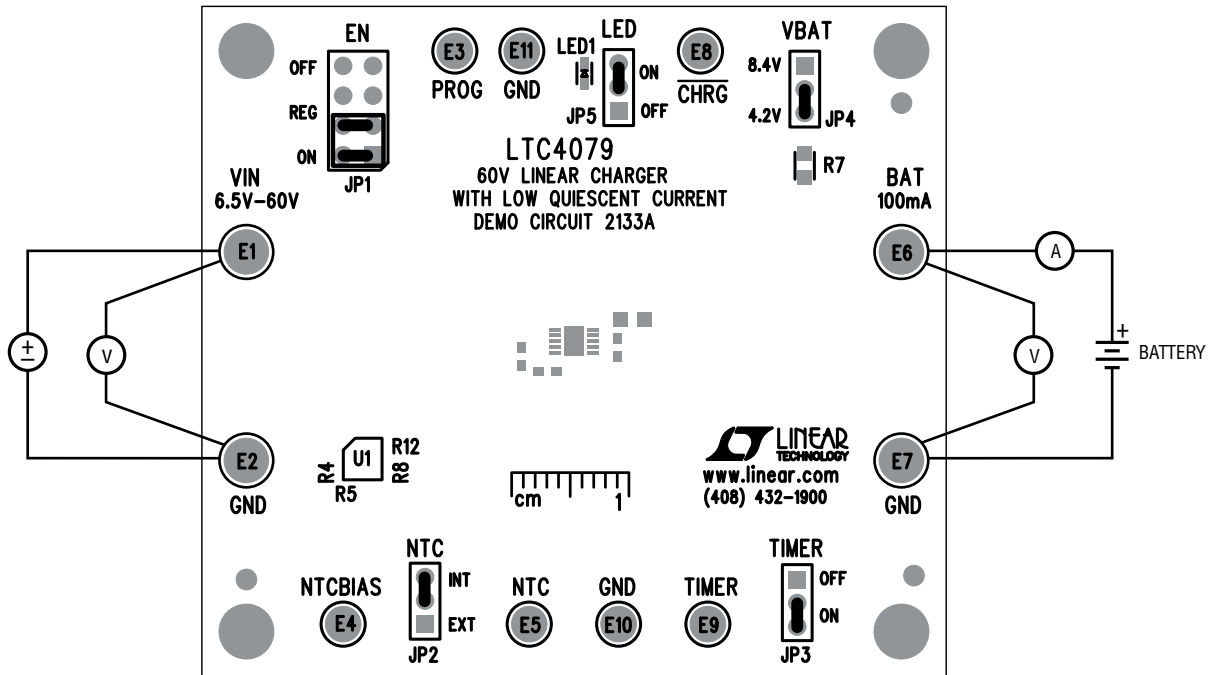 EN
OFF
REG
ON
JP1
E3
PROG
E11
GND
LED1
LED
ON
OFF
JP5
E8
CHRG
VBAT
8.4V
4.2V
JP4
R7
LTC4079
60V LINEAR CHARGER
WITH LOW QUIESCENT CURRENT
DEMO CIRCUIT 2133A
VIN
6.5V–60V
E1
BAT
100mA
E6
A
±
V
V
+
BATTERY
E2
GND
R4
U1
R12
R8
R5
cm 1
LINEAR
TECHNOLOGY
www.linear.com
(408) 432-1900
E7
GND
NTCBIAS
E4
NTC
INT
EXT
JP2
NTC
E5
GND
E10
TIMER
E9
TIMER
OFF
ON
JP3